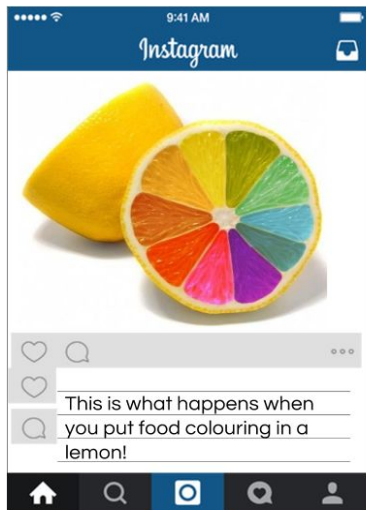 9:41 AM
Instagram
This is what happens when
you put food colouring in a
lemon!